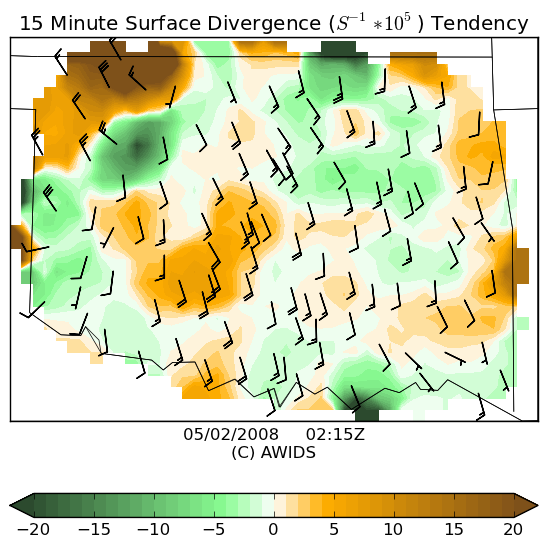 15 Minute Surface Divergence (S⁻¹ *10⁵ ) Tendency
05/02/2008 02:15Z
(C) AWIDS
−20 −15 −10 −5 0 5 10 15 20